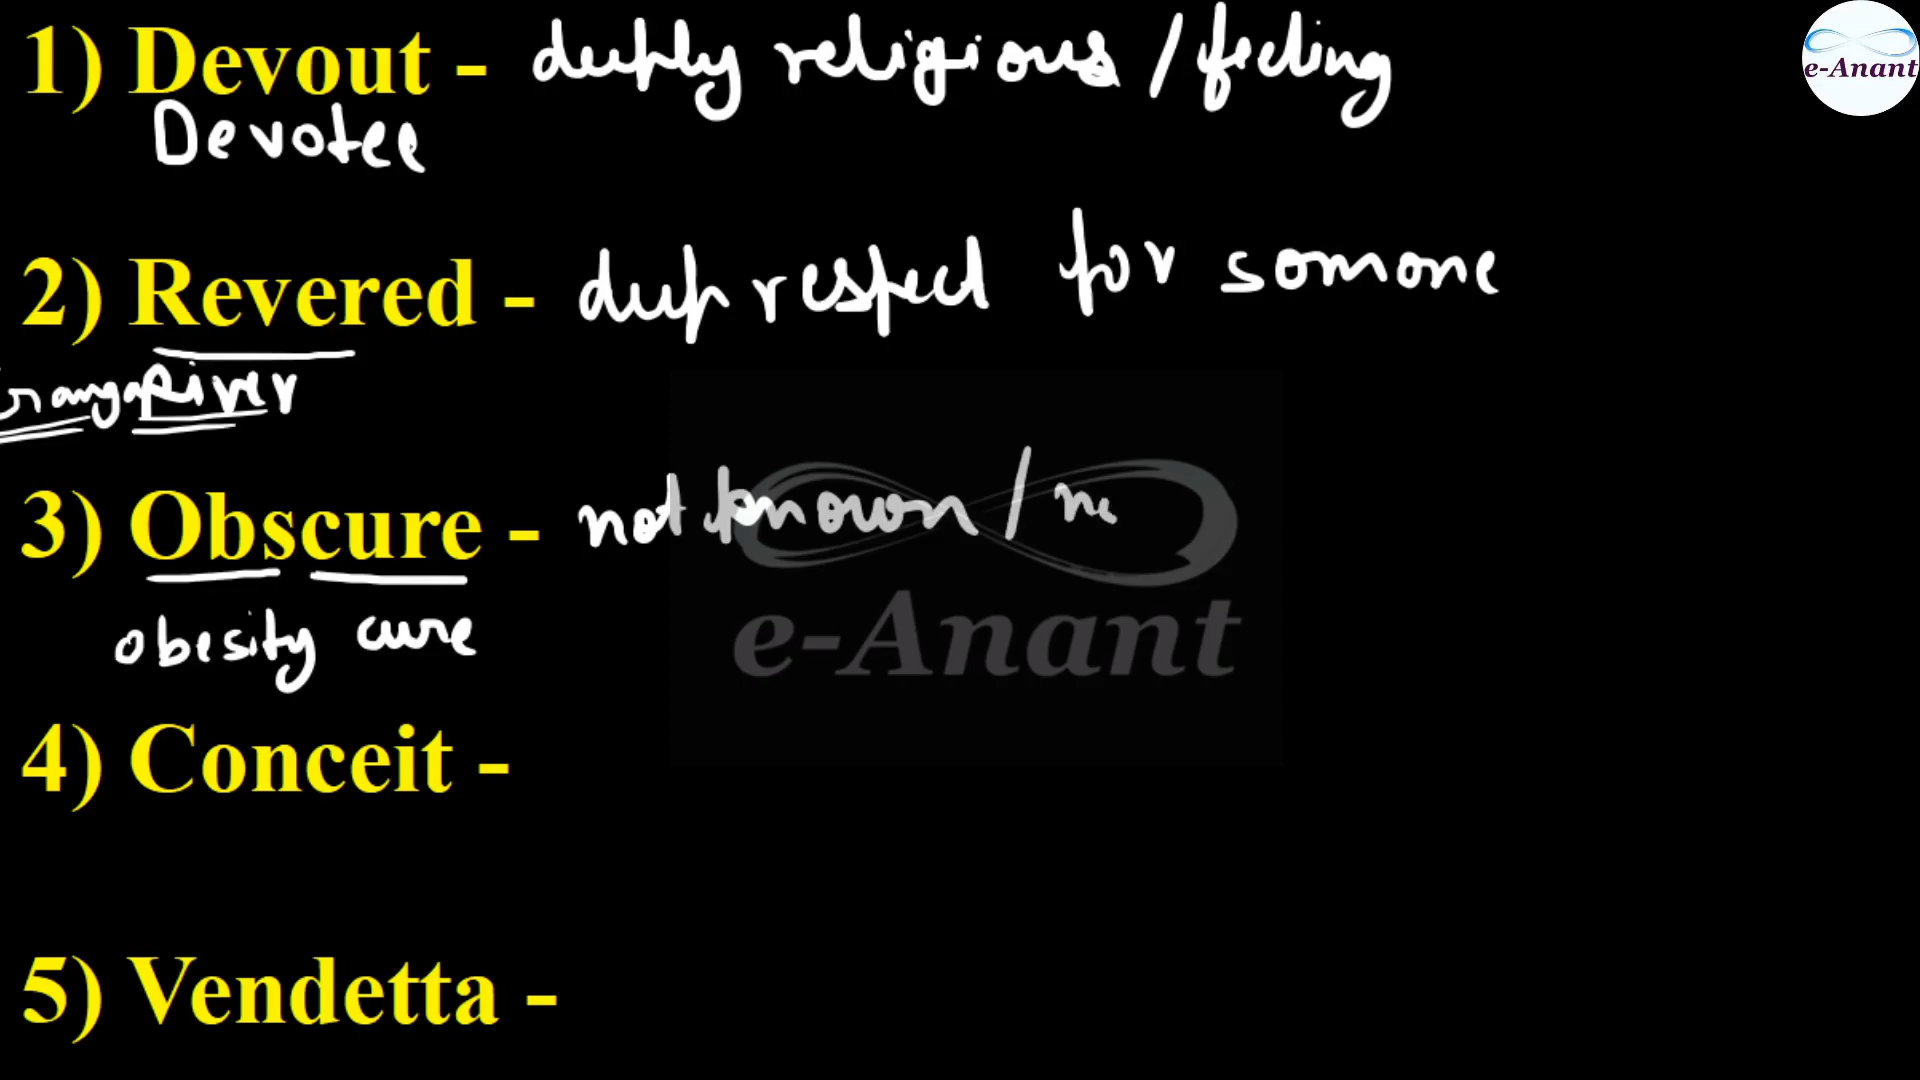 1) Devout - deeply religious / feeling
e-Anant
Devotee
2) Revered - deep respect for somone
River
3) Obscure - not known /
obesity cure
e-Anant
4) Conceit -
5) Vendetta -